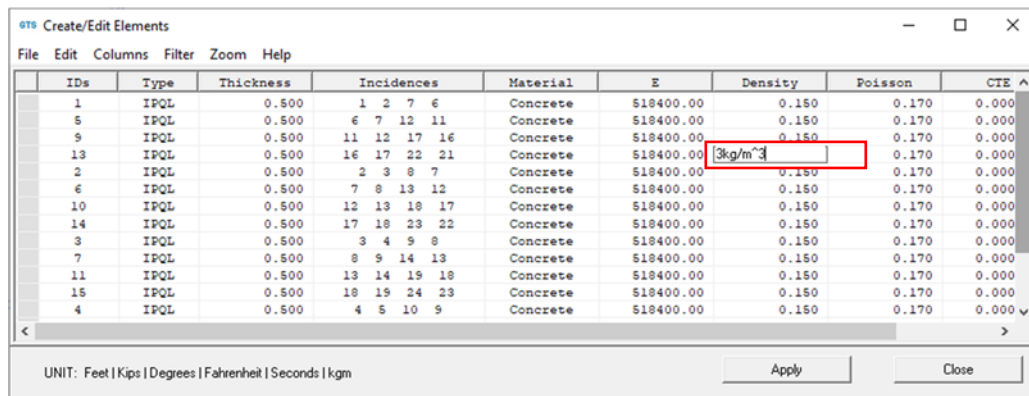 GTS Create/Edit Elements
File Edit Columns Filter Zoom Help
IDs Type Thickness Incidences Material E Density Poisson CTE
1 IPQL 0.500 1 2 7 6 Concrete 518400.00 0.150 0.170 0.000
5 IPQL 0.500 6 7 12 11 Concrete 518400.00 0.150 0.170 0.000
9 IPQL 0.500 11 12 17 16 Concrete 518400.00 0.150 0.170 0.000
13 IPQL 0.500 16 17 22 21 Concrete 518400.00 3kg/m^3 0.170 0.000
2 IPQL 0.500 2 3 8 7 Concrete 518400.00 0.150 0.170 0.000
6 IPQL 0.500 7 8 13 12 Concrete 518400.00 0.150 0.170 0.000
10 IPQL 0.500 12 13 18 17 Concrete 518400.00 0.150 0.170 0.000
14 IPQL 0.500 17 18 23 22 Concrete 518400.00 0.150 0.170 0.000
3 IPQL 0.500 3 4 9 8 Concrete 518400.00 0.150 0.170 0.000
7 IPQL 0.500 8 9 14 13 Concrete 518400.00 0.150 0.170 0.000
11 IPQL 0.500 13 14 19 18 Concrete 518400.00 0.150 0.170 0.000
15 IPQL 0.500 18 19 24 23 Concrete 518400.00 0.150 0.170 0.000
4 IPQL 0.500 4 5 10 9 Concrete 518400.00 0.150 0.170 0.000
UNIT: Feet | Kips | Degrees | Fahrenheit | Seconds | kgm Apply Close